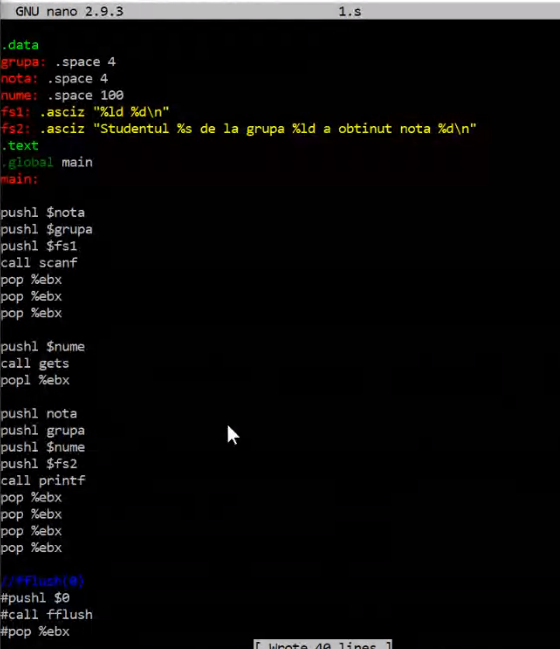 GNU nano 2.9.3 1.s
.data
grupa: .space 4
nota: .space 4
nume: .space 100
fs1: .asciz "%ld %d\n"
fs2: .asciz "Studentul %s de la grupa %ld a obtinut nota %d\n"
.text
.global main
main:
pushl $nota
pushl $grupa
pushl $fs1
call scanf
pop %ebx
pop %ebx
pop %ebx
pushl $nume
call gets
popl %ebx
pushl nota
pushl grupa
pushl $nume
pushl $fs2
call printf
pop %ebx
pop %ebx
pop %ebx
pop %ebx
//fflush(0)
#pushl $0
#call fflush
#pop %ebx
[ Wrote 40 lines ]